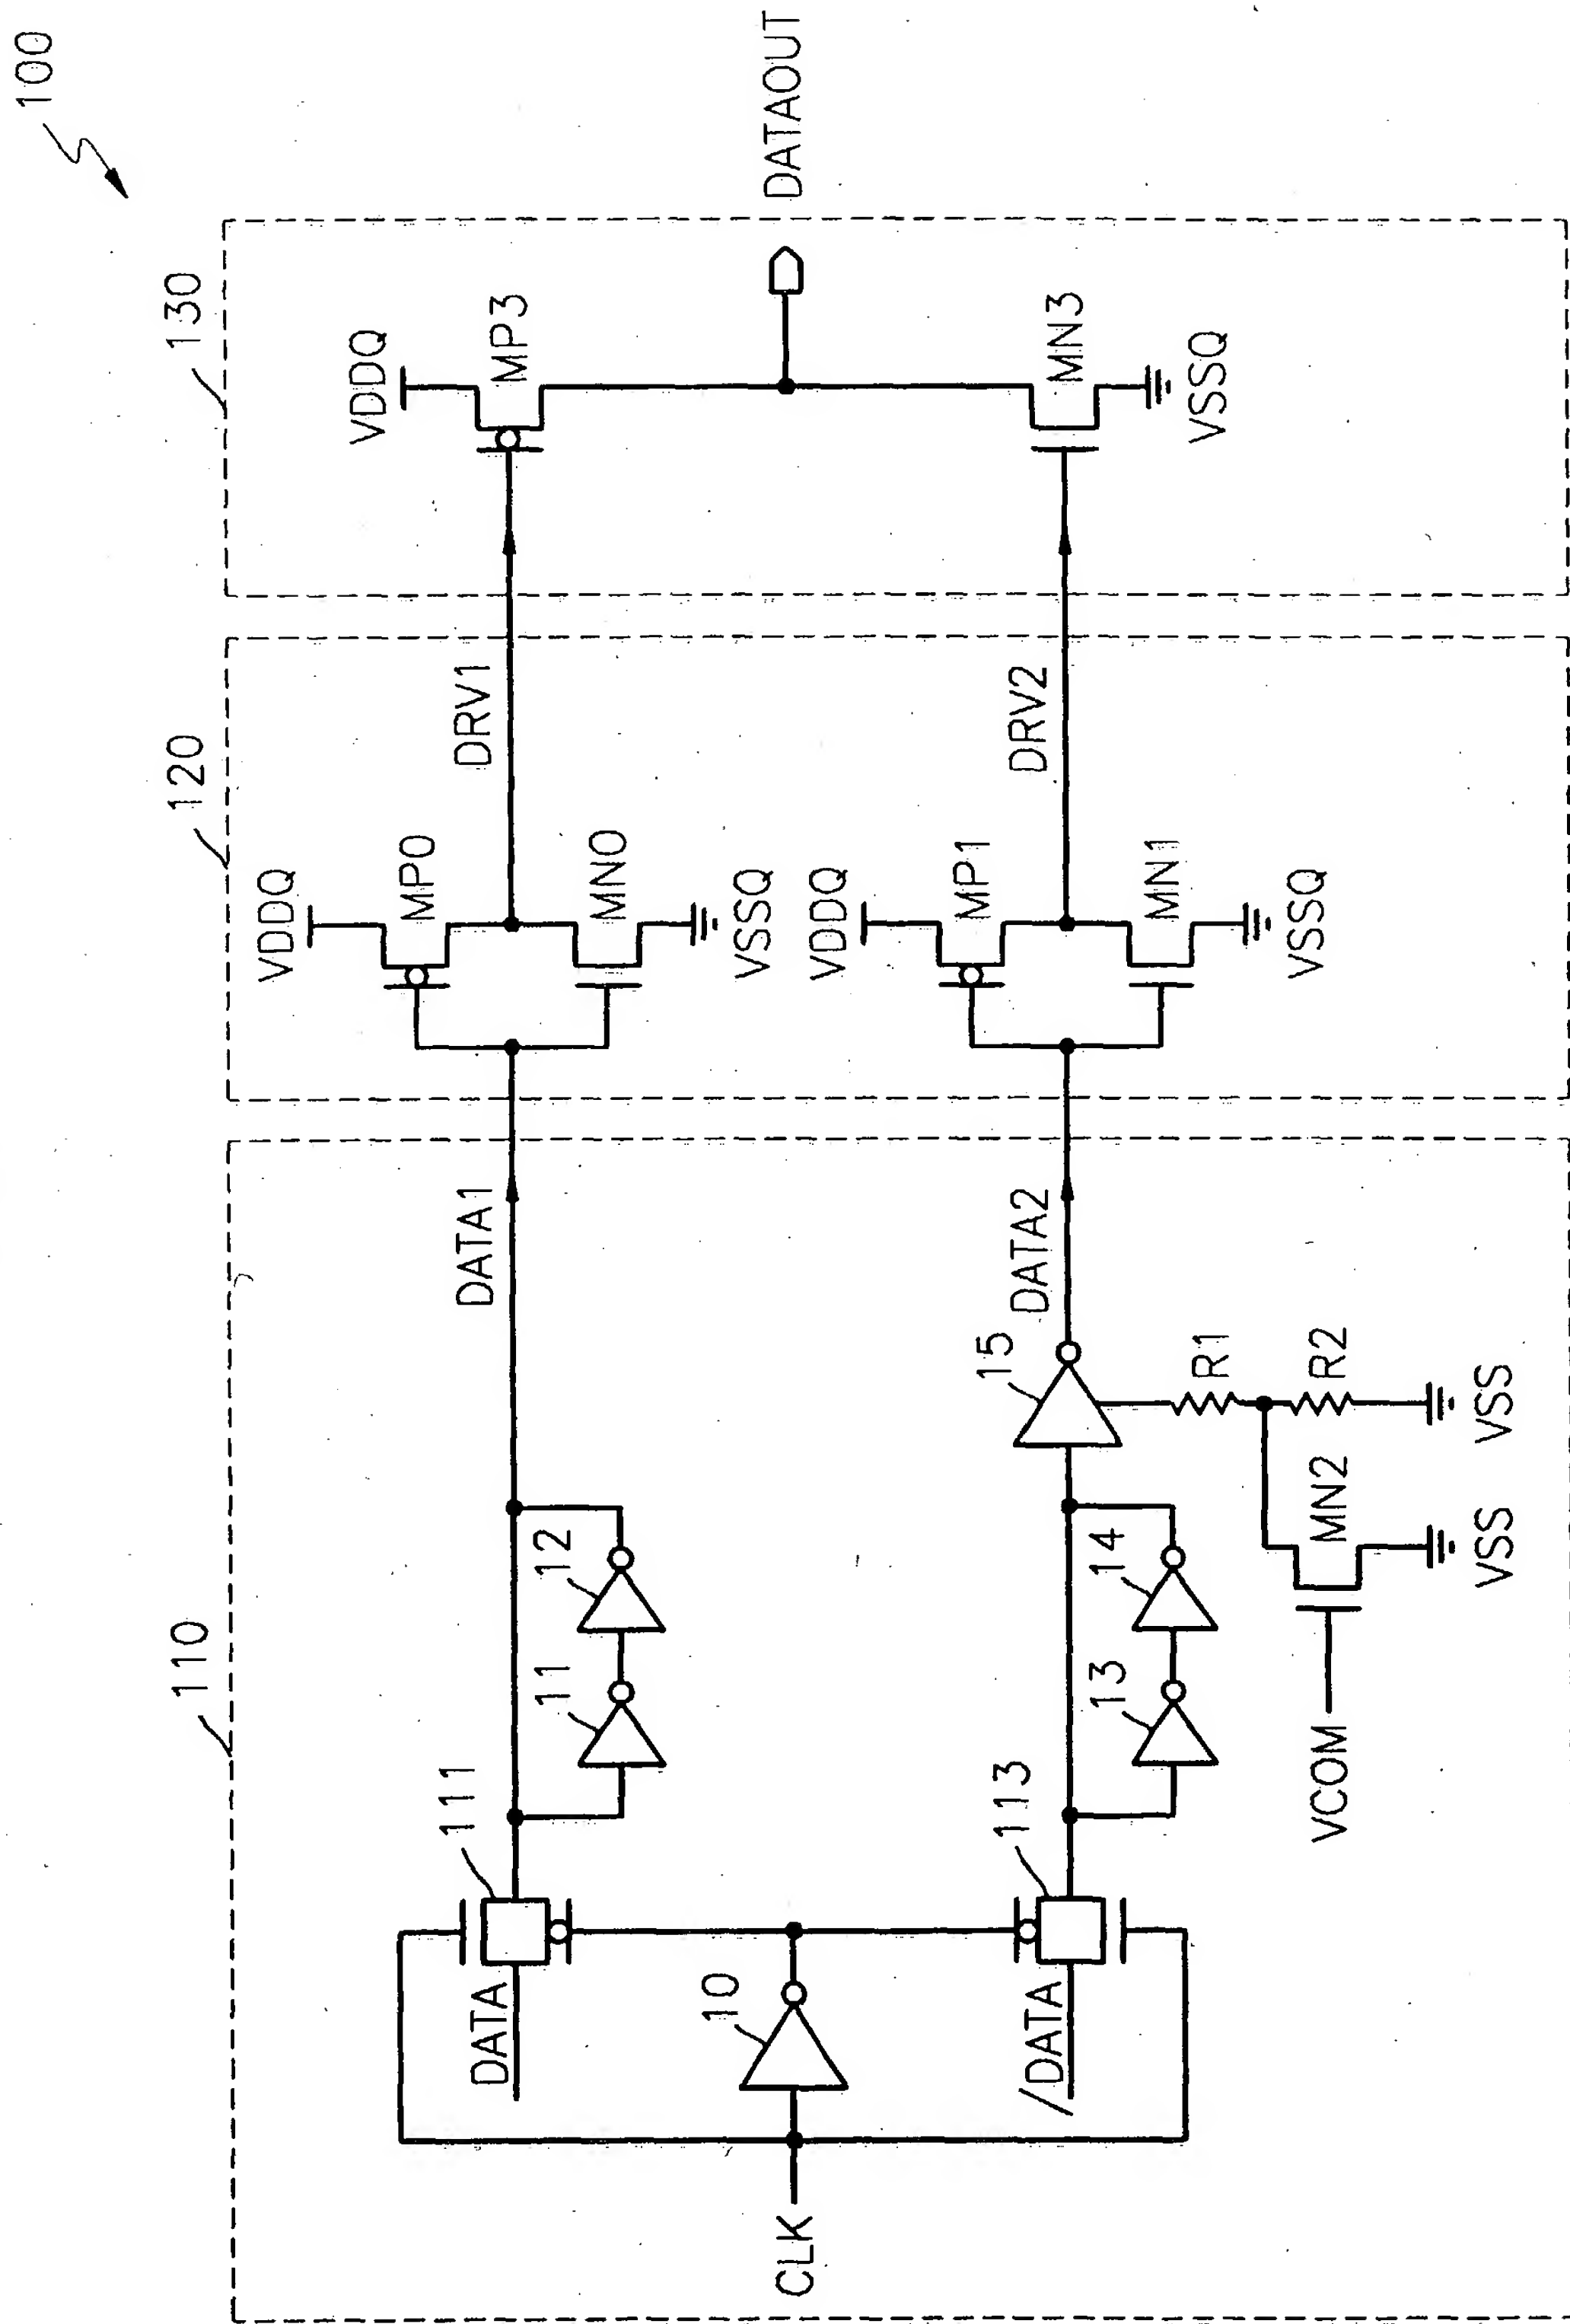 100
110
120
130
VDDQ
VDDQ
MP0
MP3
DATA
111
11
12
DATA1
DRV1
MN0
VSSQ
CLK
10
DATAOUT
VDDQ
MP1
/DATA
113
13
14
15
DATA2
DRV2
MN1
MN3
VSSQ
VSSQ
R1
R2
VCOM
MN2
VSS
VSS